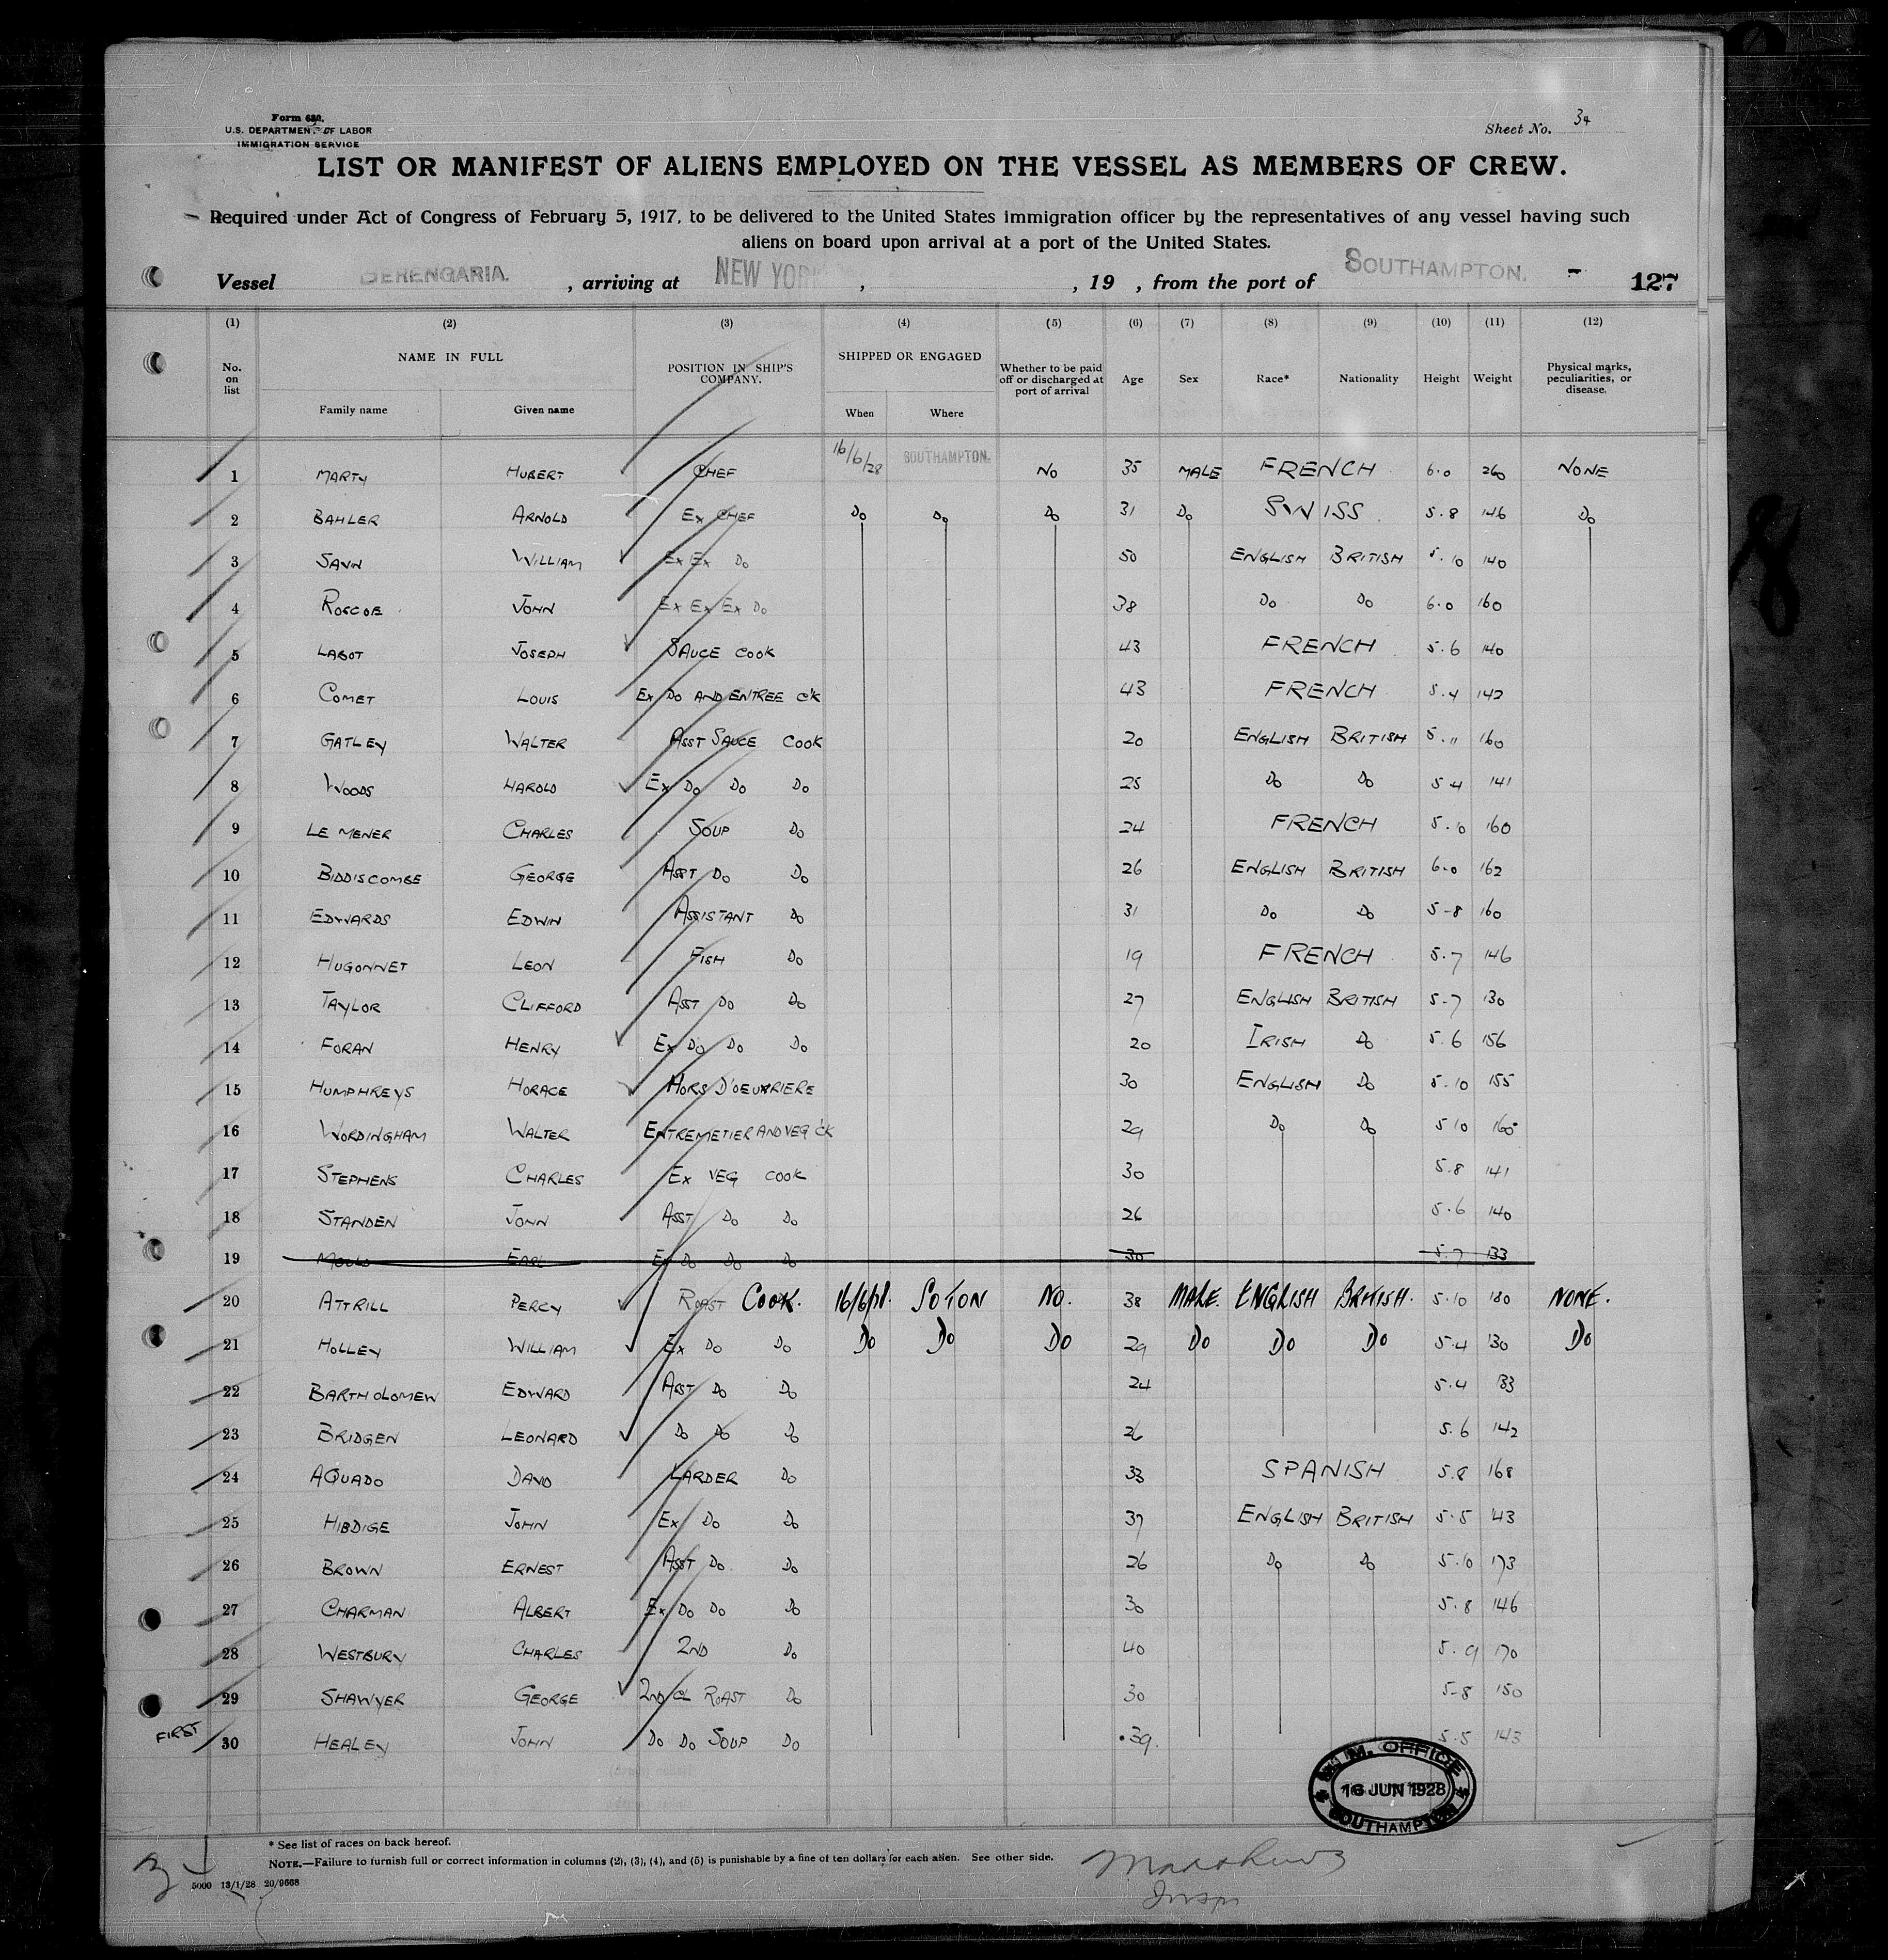 Form 680.
U.S. DEPARTMENT OF LABOR
IMMIGRATION SERVICE
Sheet No. 34
LIST OR MANIFEST OF ALIENS EMPLOYED ON THE VESSEL AS MEMBERS OF CREW.
Required under Act of Congress of February 5, 1917, to be delivered to the United States immigration officer by the representatives of any vessel having such
aliens on board upon arrival at a port of the United States.
Vessel BERENGARIA. , arriving at NEW YORK , , 19 , from the port of SOUTHAMPTON. 127
(1) (2) (3) (4) (5) (6) (7) (8) (9) (10) (11) (12)
No. on list NAME IN FULL Family name Given name POSITION IN SHIP'S COMPANY. SHIPPED OR ENGAGED When Where Whether to be paid off or discharged at port of arrival Age Sex Race* Nationality Height Weight Physical marks, peculiarities, or disease.
1 MARTY HUBERT CHEF 16/6/28 SOUTHAMPTON. NO 35 MALE FRENCH 6.0 260 NONE
2 BAHLER ARNOLD EX CHEF DO DO DO 31 DO SWISS 5.8 146 DO
3 SAVN WILLIAM EX EX DO 50 ENGLISH BRITISH 5.10 140
4 ROSCOE JOHN EX EX EX DO 38 DO DO 6.0 160
5 LABOT JOSEPH SAUCE COOK 43 FRENCH 5.6 140
6 COMET LOUIS EX DO AND ENTREE CK 43 FRENCH 5.4 142
7 GATLEY WALTER ASST SAUCE COOK 20 ENGLISH BRITISH 5.11 160
8 WOODS HAROLD EX DO DO DO 25 DO DO 5 4 141
9 LE MENER CHARLES SOUP DO 24 FRENCH 5.10 160
10 BIDDISCOMBE GEORGE ASST DO DO 26 ENGLISH BRITISH 6.0 162
11 EDWARDS EDWIN ASSISTANT DO 31 DO DO 5-8 160
12 HUGONNET LEON FISH DO 19 FRENCH 5.7 146
13 TAYLOR CLIFFORD ASST DO DO 27 ENGLISH BRITISH 5-7 130
14 FORAN HENRY EX DO DO DO 20 IRISH DO 5.6 156
15 HUMPHREYS HORACE HORS D'OEUVRIERE 30 ENGLISH DO 5.10 155
16 WORDINGHAM WALTER ENTREMETIER AND VEG CK 29 DO DO 5 10 160
17 STEPHENS CHARLES EX VEG COOK 30 5.8 141
18 STANDEN JOHN ASST DO DO 26 5.6 140
19 MOULD EARL EX DO DO DO 30 5.7 133
20 ATTRILL PERCY ROAST COOK. 16/6/28. SOTON NO. 38 MALE. ENGLISH BRITISH. 5.10 180 NONE.
21 HOLLEY WILLIAM EX DO DO DO DO DO 29 DO DO DO 5.4 130 DO
22 BARTHOLOMEW EDWARD ASST DO DO 24 5.4 133
23 BRIDGEN LEONARD DO DO DO 26 5.6 142
24 AQUADO DAVID LARDER DO 33 SPANISH 5.8 168
25 HIBDIGE JOHN EX DO DO 37 ENGLISH BRITISH 5.5 143
26 BROWN ERNEST ASST DO DO 26 DO DO 5.10 173
27 CHARMAN ALBERT EX DO DO DO 30 5.8 146
28 WESTBURY CHARLES 2ND DO 40 5.9 170
29 SHAWYER GEORGE 2ND CL ROAST DO 30 5-8 150
FIRST 30 HEALEY JOHN DO DO SOUP DO 39. 5.5 143
M.M. OFFICE
16 JUN 1928
SOUTHAMPTON
* See list of races on back hereof.
NOTE.—Failure to furnish full or correct information in columns (2), (3), (4), and (5) is punishable by a fine of ten dollars for each alien. See other side.
5000 13/1/28 20/9668
Insp